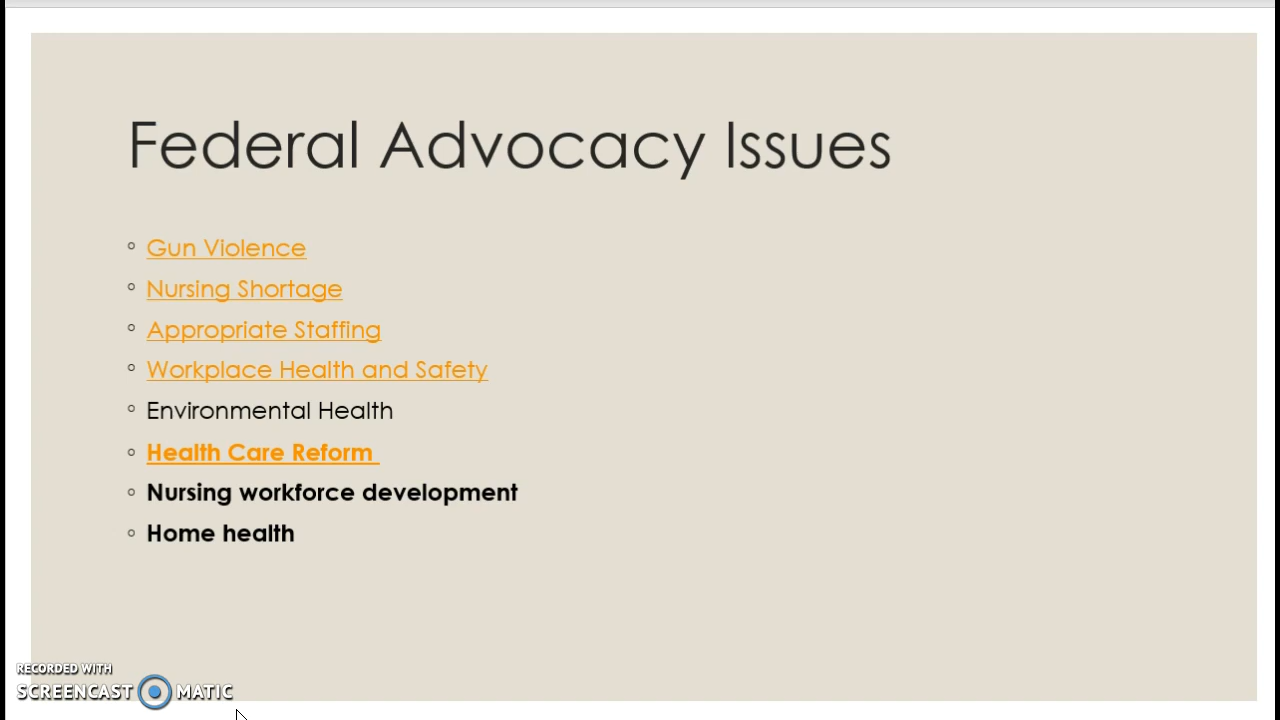 Federal Advocacy Issues
Gun Violence
Nursing Shortage
Appropriate Staffing
Workplace Health and Safety
Environmental Health
Health Care Reform
Nursing workforce development
Home health
RECORDED WITH
SCREENCAST MATIC